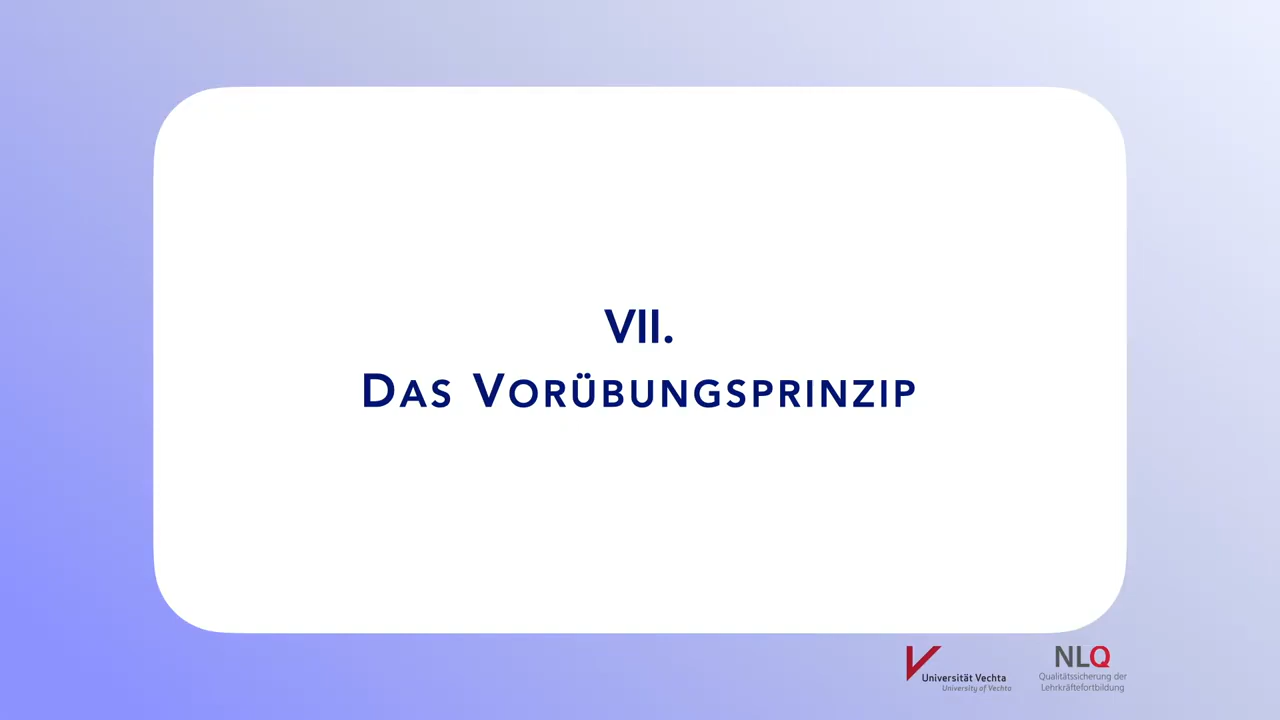 VII.
Das Vorübungsprinzip
Universität Vechta
University of Vechta
NLQ
Qualitätssicherung der
Lehrkräftefortbildung